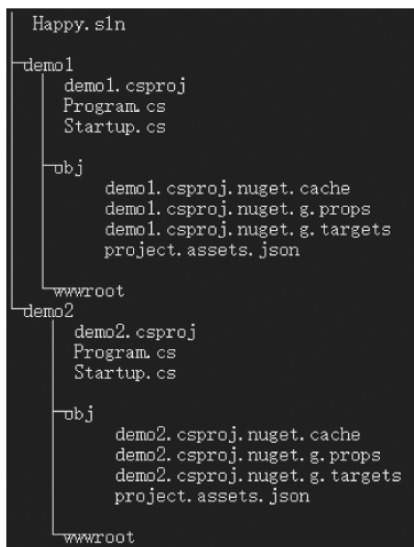 Happy.sln
demo1
demo1.csproj
Program.cs
Startup.cs
obj
demo1.csproj.nuget.cache
demo1.csproj.nuget.g.props
demo1.csproj.nuget.g.targets
project.assets.json
wwwroot
demo2
demo2.csproj
Program.cs
Startup.cs
obj
demo2.csproj.nuget.cache
demo2.csproj.nuget.g.props
demo2.csproj.nuget.g.targets
project.assets.json
wwwroot